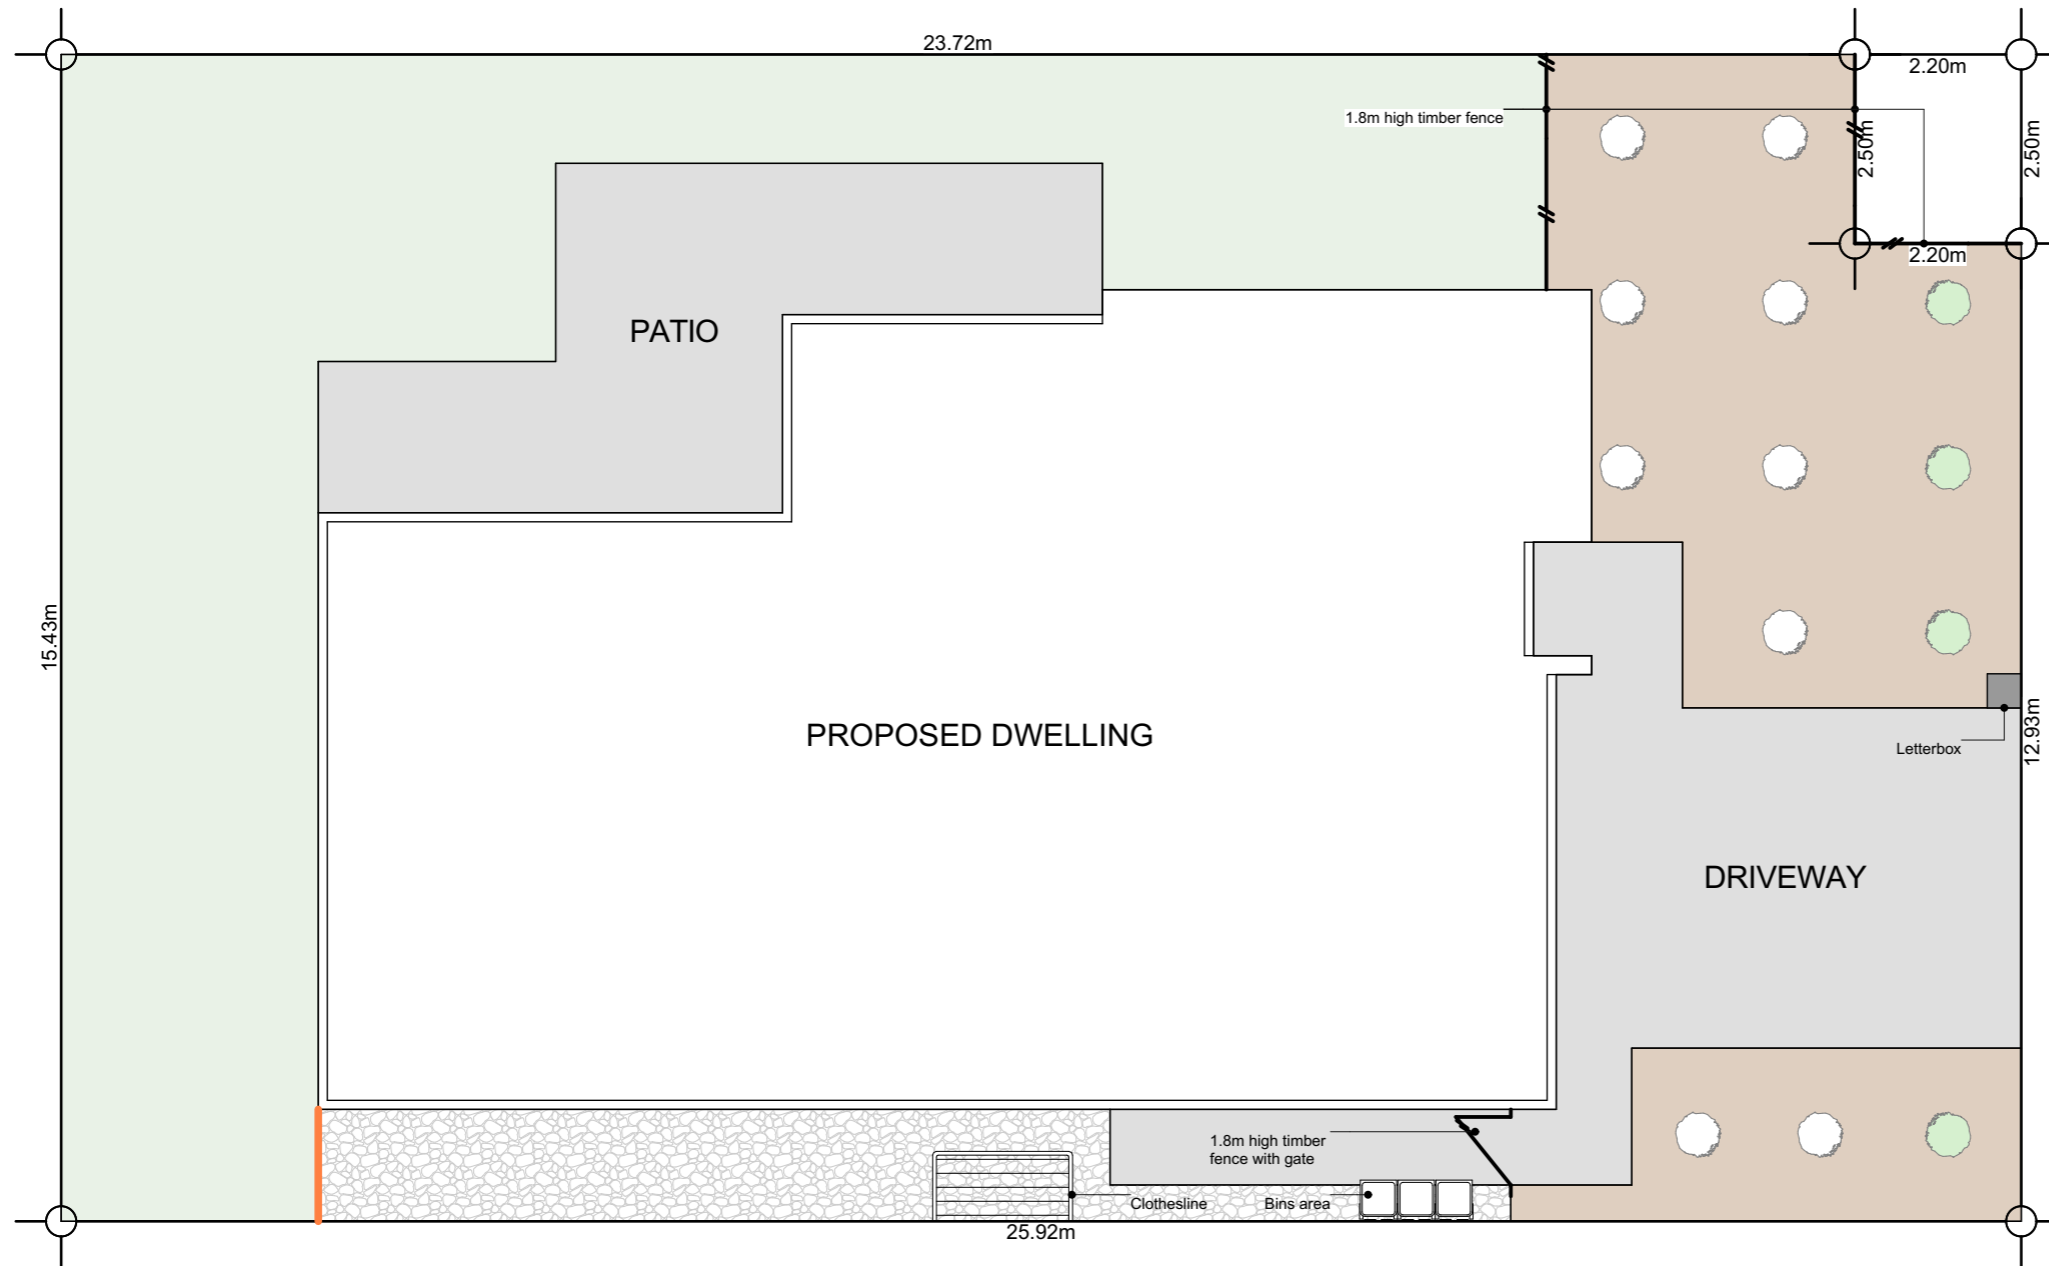 23.72m
2.20m
1.8m high timber fence
2.50m
2.50m
2.20m
PATIO
15.43m
PROPOSED DWELLING
12.93m
Letterbox
DRIVEWAY
1.8m high timber
fence with gate
Clothesline
Bins area
25.92m